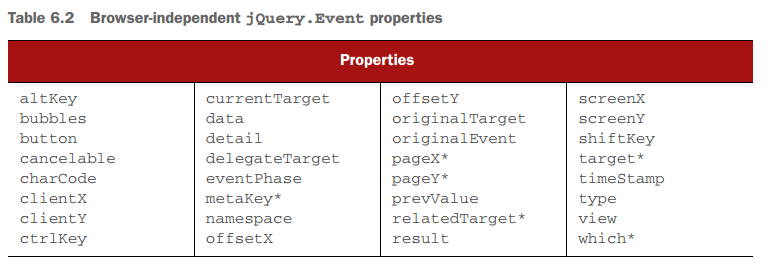 Table 6.2 Browser-independent jQuery.Event properties
Properties
altKey
bubbles
button
cancelable
charCode
clientX
clientY
ctrlKey
currentTarget
data
detail
delegateTarget
eventPhase
metaKey*
namespace
offsetX
offsetY
originalTarget
originalEvent
pageX*
pageY*
prevValue
relatedTarget*
result
screenX
screenY
shiftKey
target*
timeStamp
type
view
which*